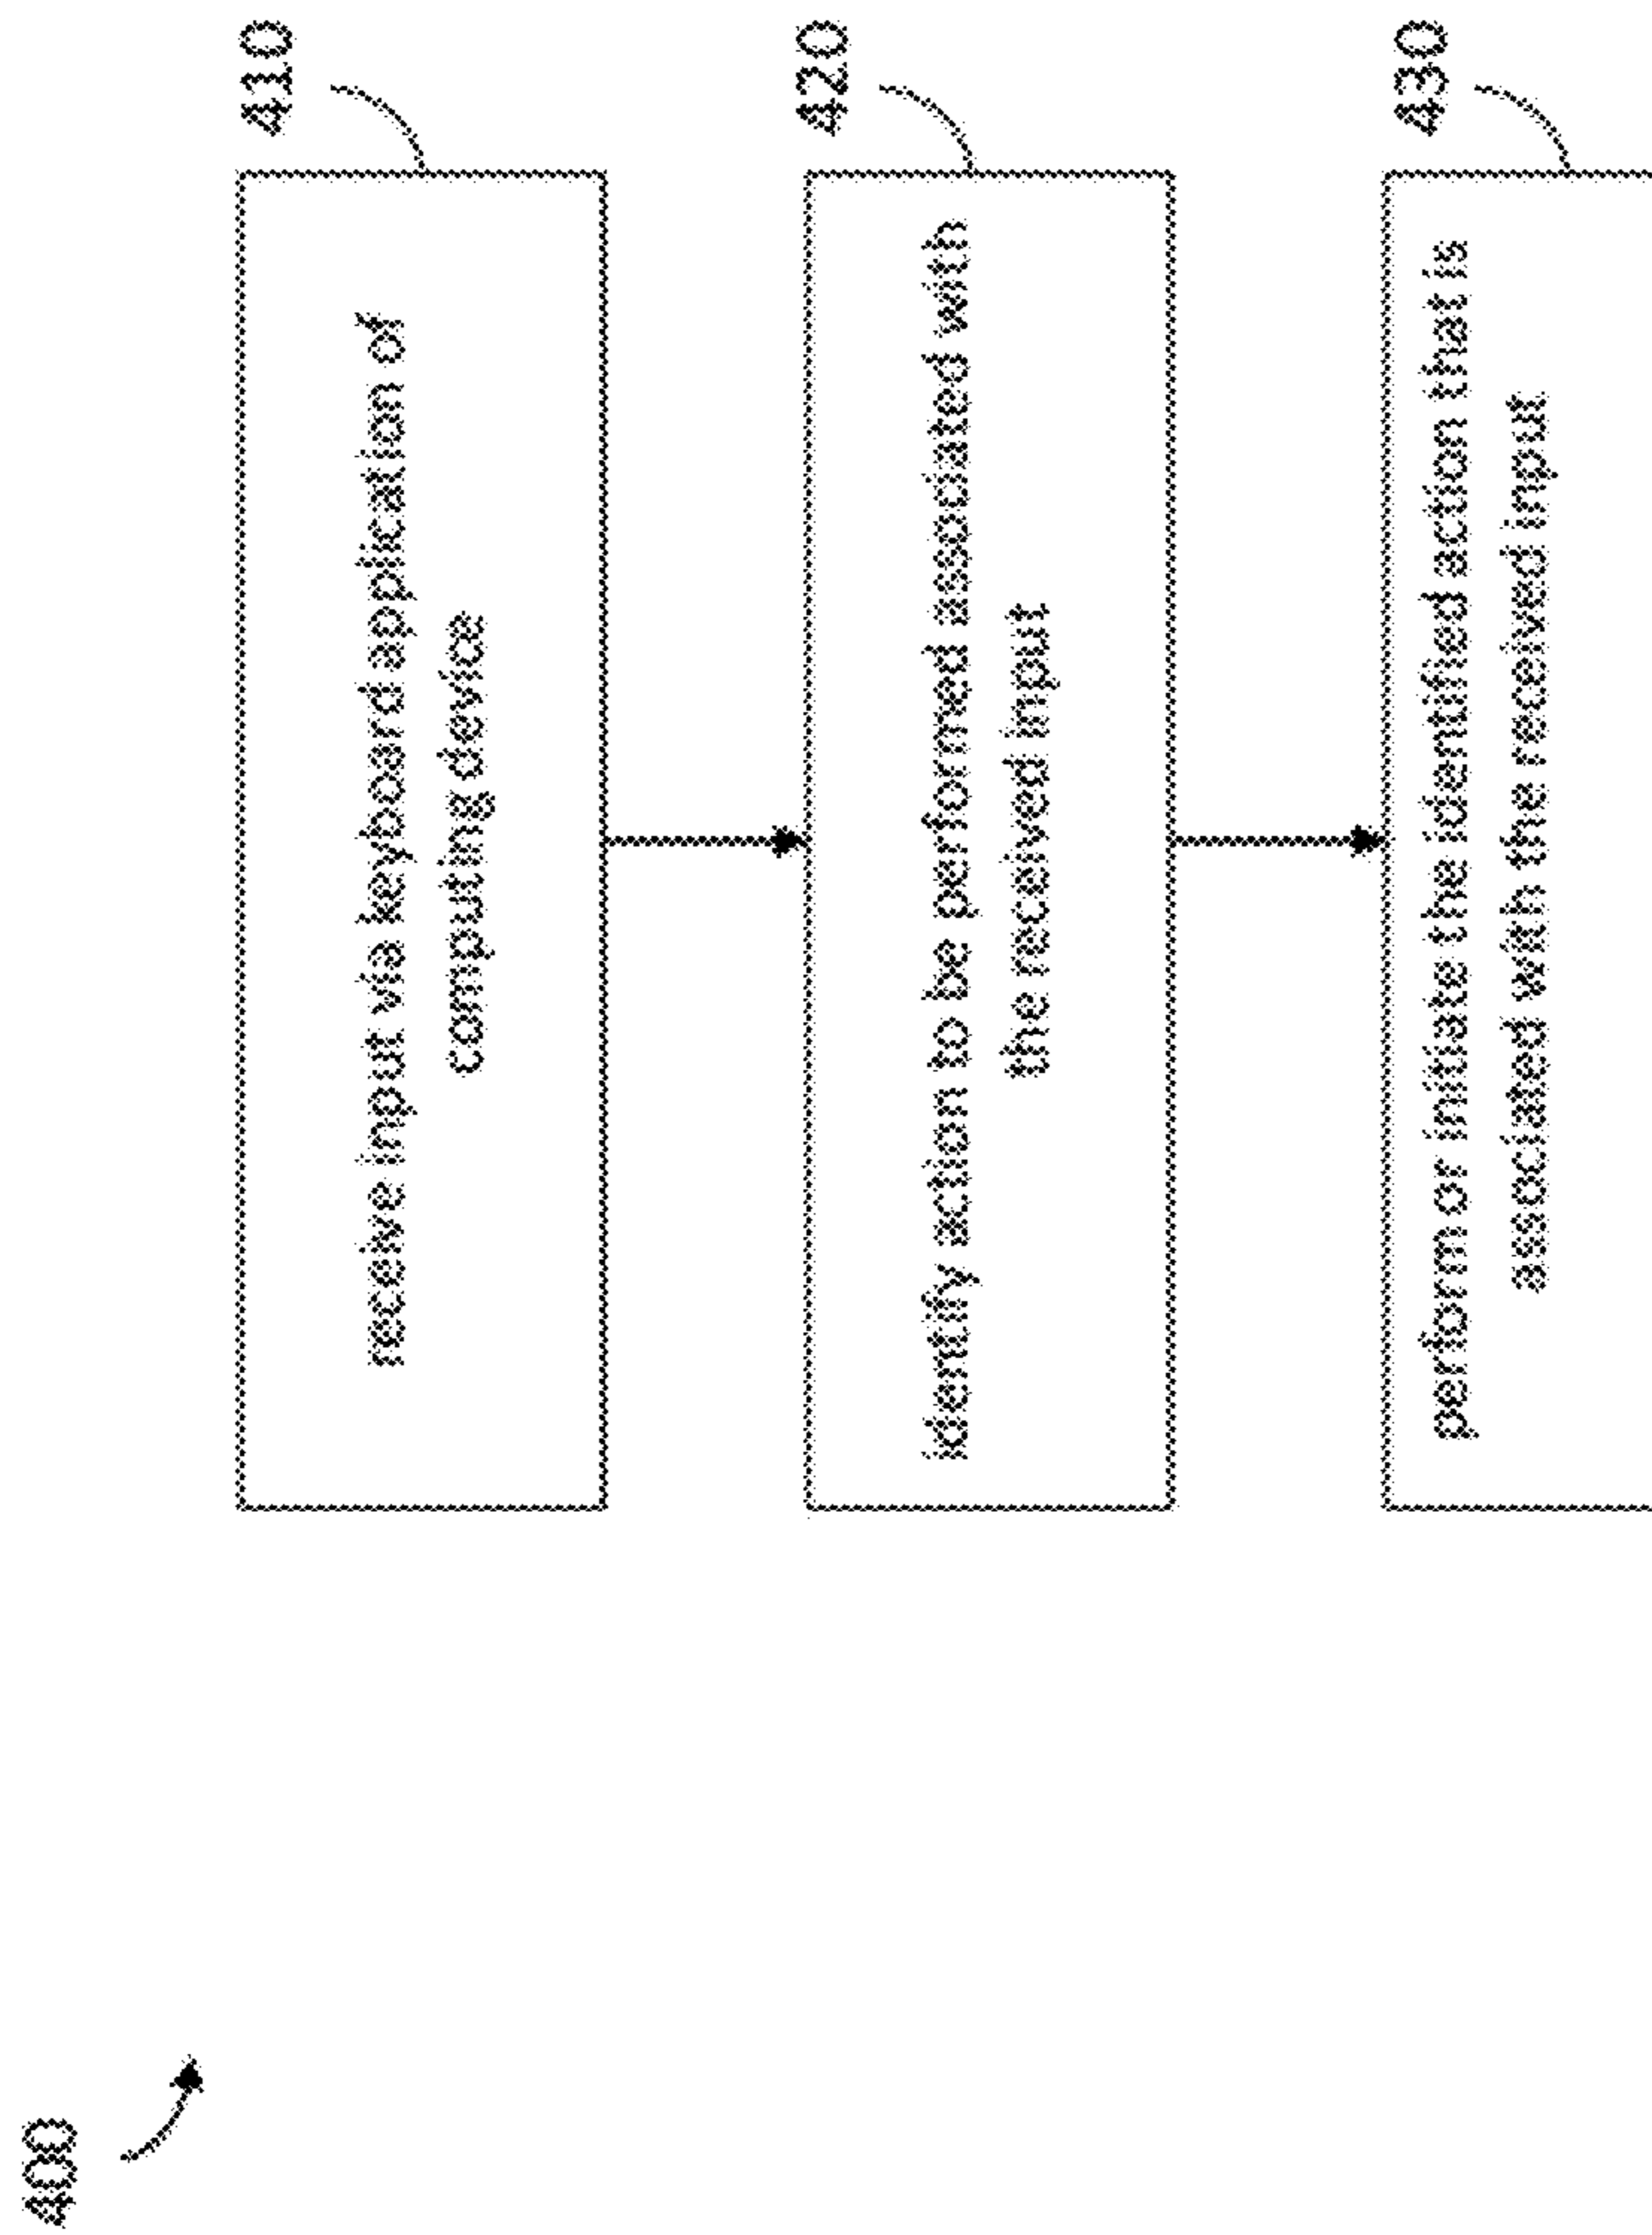 400
410
receive input via keyboard application of
computing device
420
identify action to be performed associated with
the received input
430
perform or initiate the identified action that is
associated with the received input